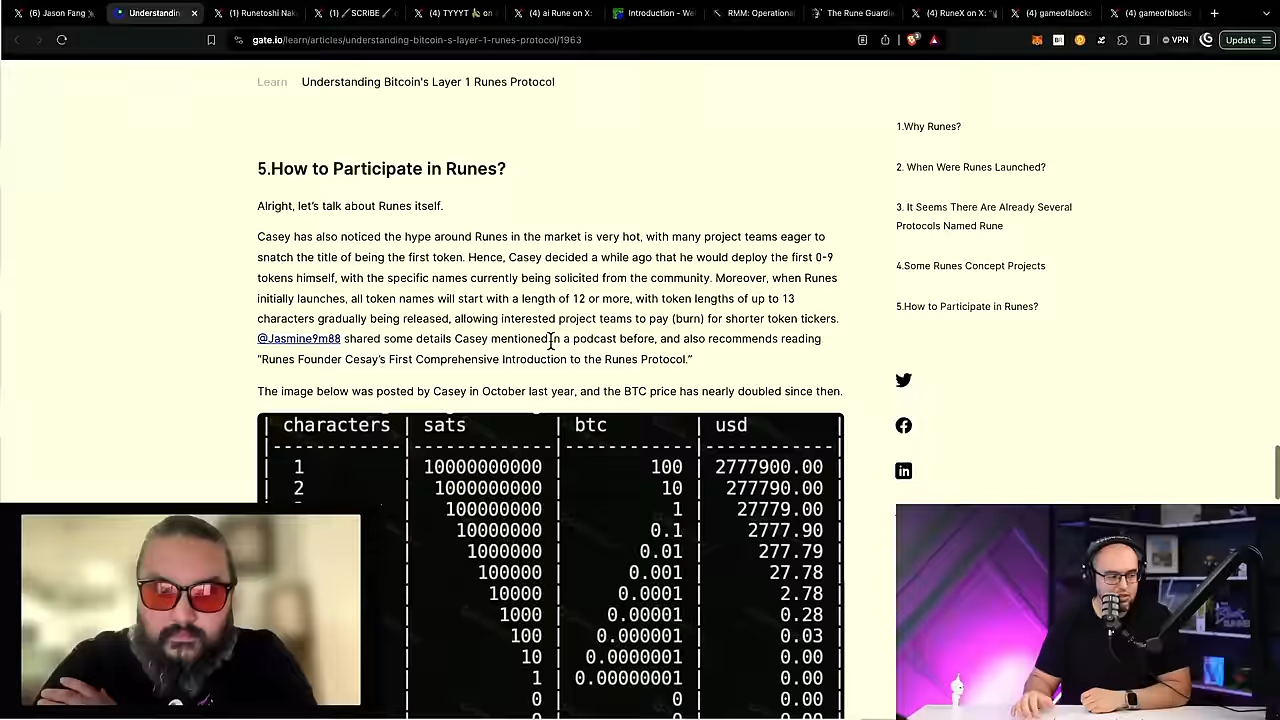 (6) Jason Fang
Understandin
(1) Runetoshi Nak
(1) SCRIBE
(4) TYYYT on
(4) ai Rune on X:
Introduction - We
RMM: Operational
The Rune Guardi
(4) RuneX on X: "
(4) gameofblocks
(4) gameofblocks
gate.io/learn/articles/understanding-bitcoin-s-layer-1-runes-protocol/1963
VPN
Update
Learn Understanding Bitcoin's Layer 1 Runes Protocol
5.How to Participate in Runes?
Alright, let's talk about Runes itself.
Casey has also noticed the hype around Runes in the market is very hot, with many project teams eager to
snatch the title of being the first token. Hence, Casey decided a while ago that he would deploy the first 0-9
tokens himself, with the specific names currently being solicited from the community. Moreover, when Runes
initially launches, all token names will start with a length of 12 or more, with token lengths of up to 13
characters gradually being released, allowing interested project teams to pay (burn) for shorter token tickers.
@Jasmine9m88 shared some details Casey mentioned in a podcast before, and also recommends reading
"Runes Founder Cesay's First Comprehensive Introduction to the Runes Protocol."
The image below was posted by Casey in October last year, and the BTC price has nearly doubled since then.
| characters | sats | btc | usd |
|------------|-------------|-------------|------------|
| 1 | 10000000000 | 100 | 2777900.00 |
| 2 | 1000000000 | 10 | 277790.00 |
100000000 | 1 | 27779.00 |
| 10000000 | 0.1 | 2777.90 |
| 1000000 | 0.01 | 277.79 |
| 100000 | 0.001 | 27.78 |
| 10000 | 0.0001 | 2.78 |
| 1000 | 0.00001 | 0.28 |
| 100 | 0.000001 | 0.03 |
| 10 | 0.0000001 | 0.00 |
| 1 | 0.00000001 | 0.00 |
| 0 | 0 | 0.00 |
1.Why Runes?
2. When Were Runes Launched?
3. It Seems There Are Already Several
Protocols Named Rune
4.Some Runes Concept Projects
5.How to Participate in Runes?